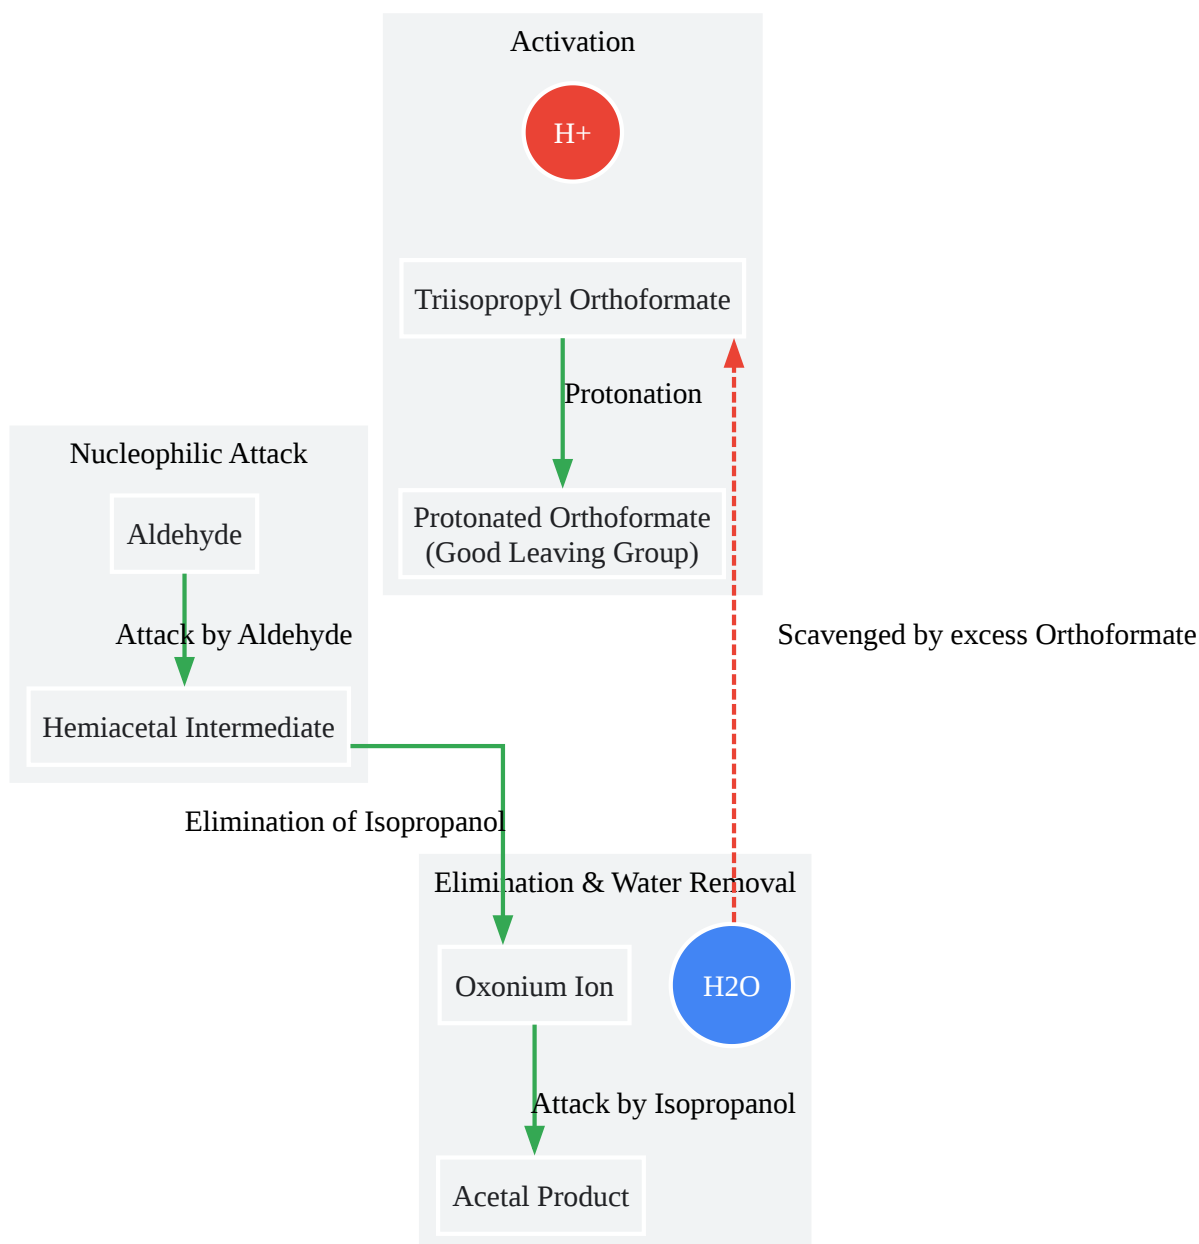 Activation
H+
Triisopropyl Orthoformate
Protonation
Protonated Orthoformate
(Good Leaving Group)
Nucleophilic Attack
Aldehyde
Attack by Aldehyde
Hemiacetal Intermediate
Scavenged by excess Orthoformate
Elimination of Isopropanol
Elimination & Water Removal
Oxonium Ion
H2O
Attack by Isopropanol
Acetal Product